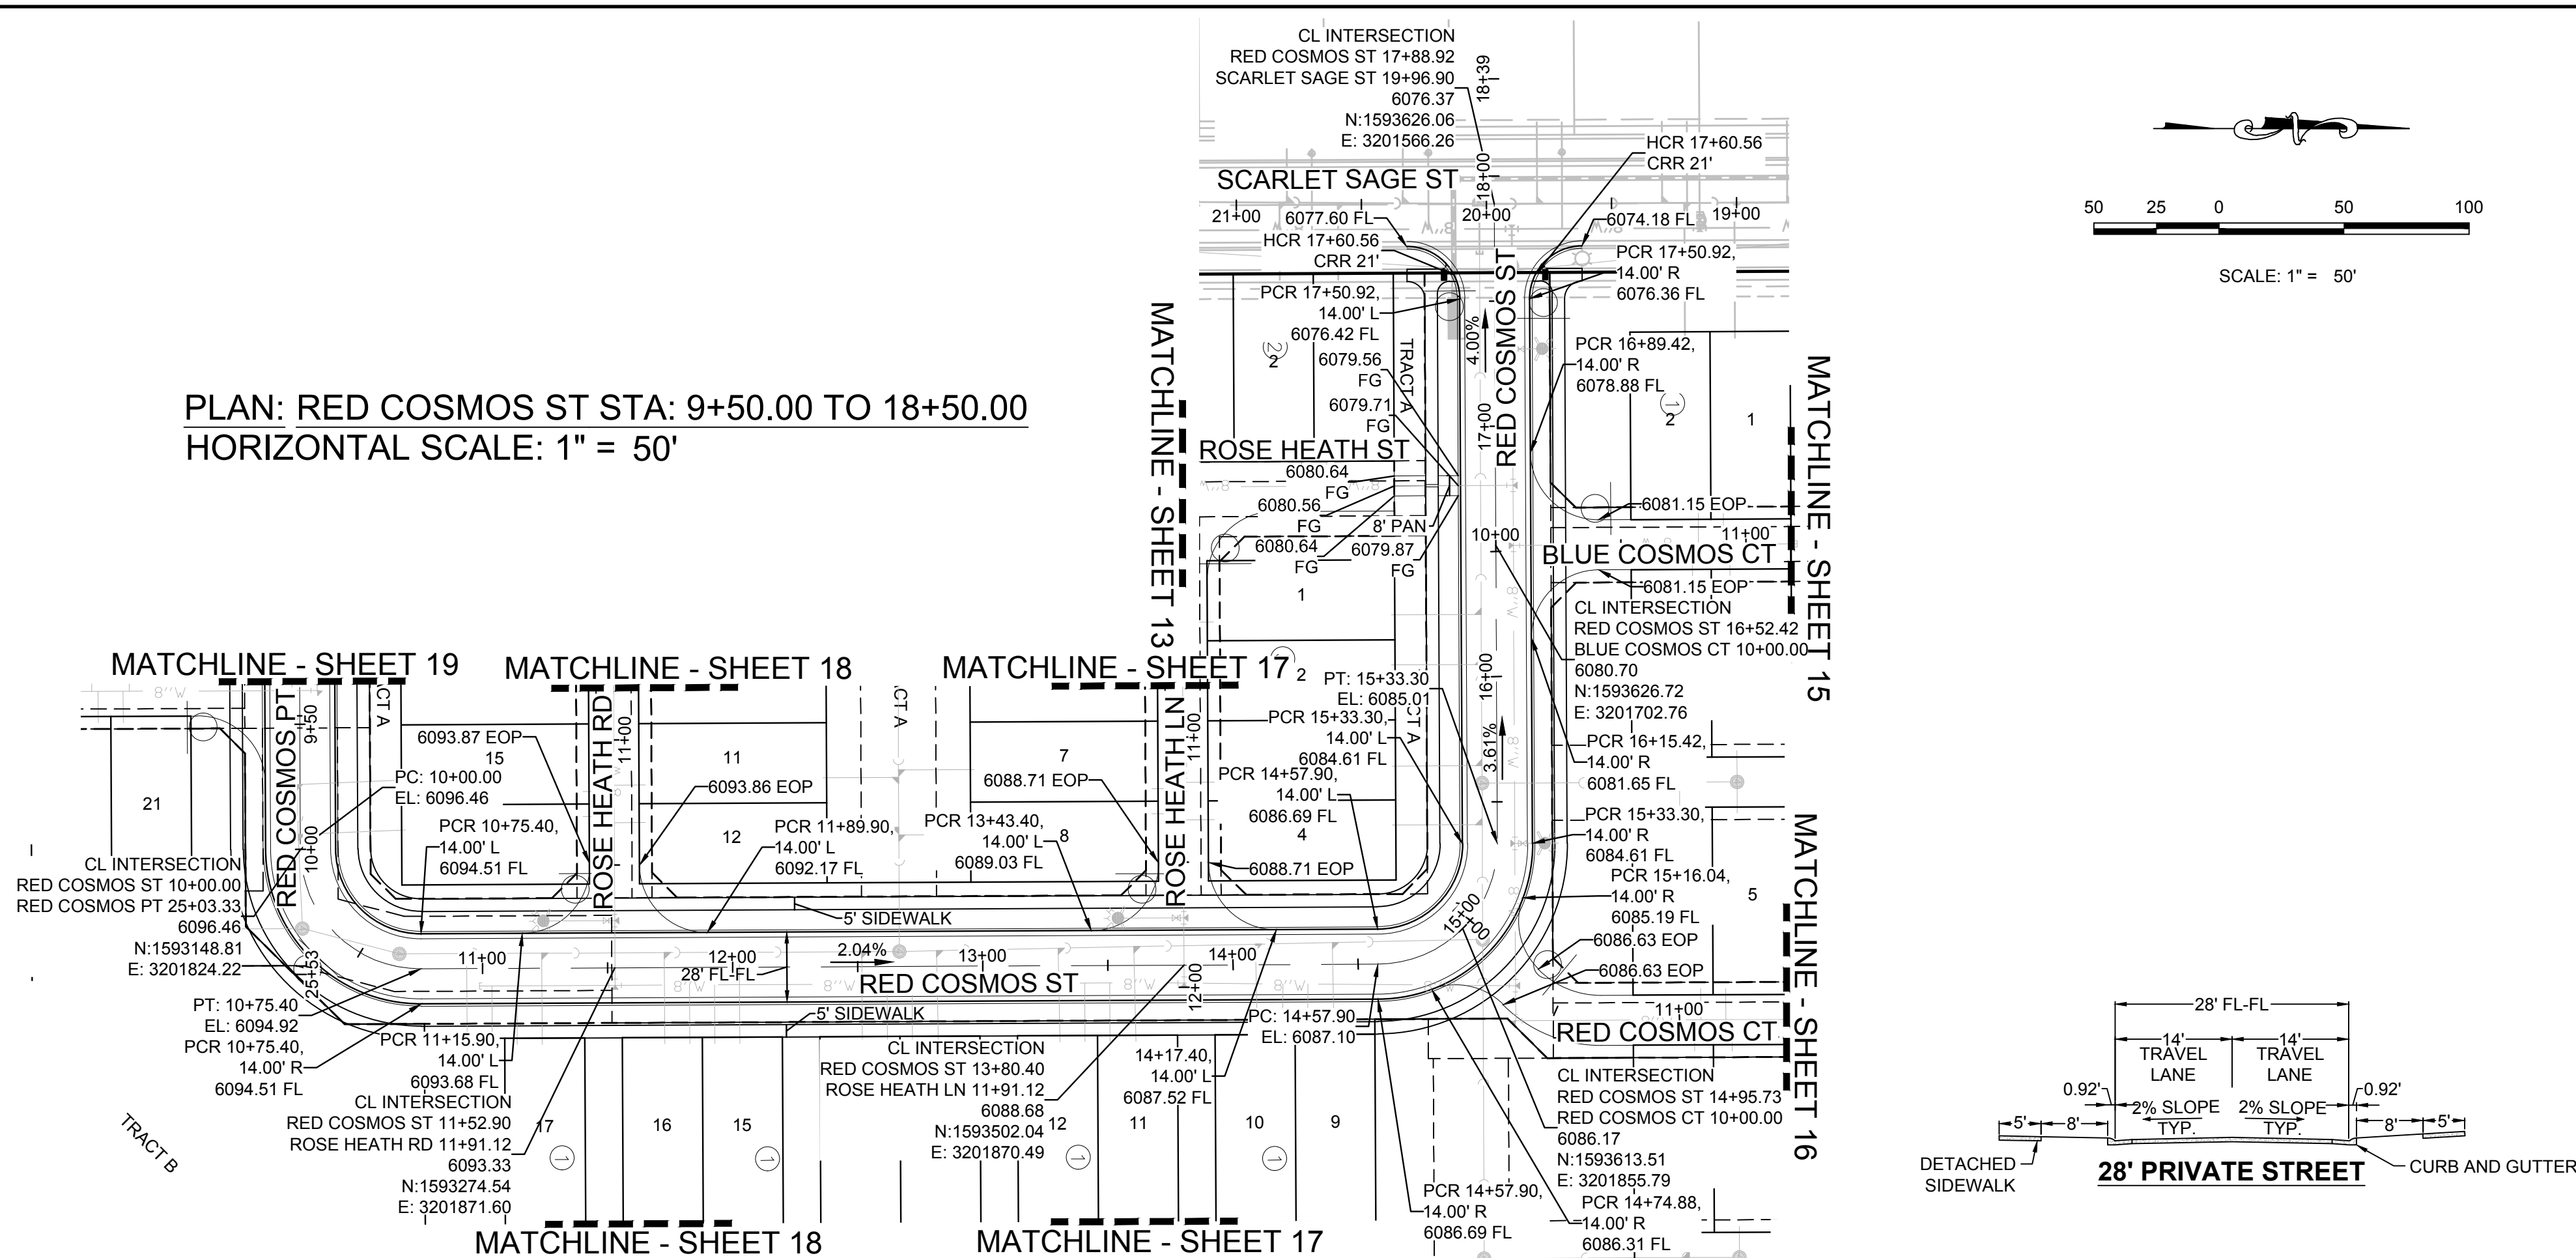 CL INTERSECTION
RED COSMOS ST 17+88.92
SCARLET SAGE ST 19+96.90
6076.37
N:1593626.06
E: 3201566.26
18+39
18+00
HCR 17+60.56
CRR 21'
SCARLET SAGE ST
21+00
6077.60 FL
20+00
6074.18 FL
19+00
8"W
8"W
HCR 17+60.56
CRR 21'
PCR 17+50.92,
14.00' R
6076.36 FL
PCR 17+50.92,
14.00' L
6076.42 FL
4.00%
RED COSMOS ST
TRACT A
2
2
6079.56
FG
6079.71
FG
PCR 16+89.42,
14.00' R
6078.88 FL
1
2
1
17+00
ROSE HEATH ST
6080.64
FG
8"W
8"W
6080.56
FG
8' PAN
6080.64
FG
6079.87
FG
6081.15 EOP
10+00
11+00
BLUE COSMOS CT
6081.15 EOP
8"W
CL INTERSECTION
RED COSMOS ST 16+52.42
BLUE COSMOS CT 10+00.00
6080.70
N:1593626.72
E: 3201702.76
MATCHLINE - SHEET 13
MATCHLINE - SHEET 15
50 25 0 50 100
SCALE: 1" = 50'
PLAN: RED COSMOS ST STA: 9+50.00 TO 18+50.00
HORIZONTAL SCALE: 1" = 50'
MATCHLINE - SHEET 19
MATCHLINE - SHEET 18
MATCHLINE - SHEET 17
1
2
PT: 15+33.30
EL: 6085.01
16+00
PCR 15+33.30,
14.00' L
6084.61 FL
CT A
3.61%
8"W
PCR 16+15.42,
14.00' R
6081.65 FL
8"W
RED COSMOS PT
9+50
CT A
6093.87 EOP
15
ROSE HEATH RD
11+00
11
6093.86 EOP
CT A
7
6088.71 EOP
ROSE HEATH LN
11+00
PCR 14+57.90,
14.00' L
6086.69 FL
4
PC: 10+00.00
EL: 6096.46
21
10+00
PCR 10+75.40,
14.00' L
6094.51 FL
12
PCR 11+89.90,
14.00' L
6092.17 FL
PCR 13+43.40,
14.00' L
6089.03 FL
8
6088.71 EOP
PCR 15+33.30,
14.00' R
6084.61 FL
PCR 15+16.04,
14.00' R
6085.19 FL
5
CL INTERSECTION
RED COSMOS ST 10+00.00
RED COSMOS PT 25+03.33
6096.46
N:1593148.81
E: 3201824.22
25+53
5' SIDEWALK
11+00
12+00
28' FL-FL
2.04%
RED COSMOS ST
13+00
14+00
15+00
6086.63 EOP
6086.63 EOP
8"W
8"W
8"W
8"W
12+00
PT: 10+75.40
EL: 6094.92
PCR 10+75.40,
14.00' R
6094.51 FL
5' SIDEWALK
PC: 14+57.90
EL: 6087.10
11+00
RED COSMOS CT
MATCHLINE - SHEET 16
PCR 11+15.90,
14.00' L
6093.68 FL
CL INTERSECTION
RED COSMOS ST 11+52.90
ROSE HEATH RD 11+91.12
6093.33
N:1593274.54
E: 3201871.60
17
16
15
CL INTERSECTION
RED COSMOS ST 13+80.40
ROSE HEATH LN 11+91.12
6088.68
N:1593502.04
E: 3201870.49
14+17.40,
14.00' L
6087.52 FL
12
11
10
9
1
1
1
1
CL INTERSECTION
RED COSMOS ST 14+95.73
RED COSMOS CT 10+00.00
6086.17
N:1593613.51
E: 3201855.79
PCR 14+57.90,
14.00' R
6086.69 FL
PCR 14+74.88,
14.00' R
6086.31 FL
TRACT B
MATCHLINE - SHEET 18
MATCHLINE - SHEET 17
28' FL-FL
14'
TRAVEL
LANE
14'
TRAVEL
LANE
0.92'
0.92'
2% SLOPE
TYP.
2% SLOPE
TYP.
5'
8'
8'
5'
DETACHED
SIDEWALK
28' PRIVATE STREET
CURB AND GUTTER